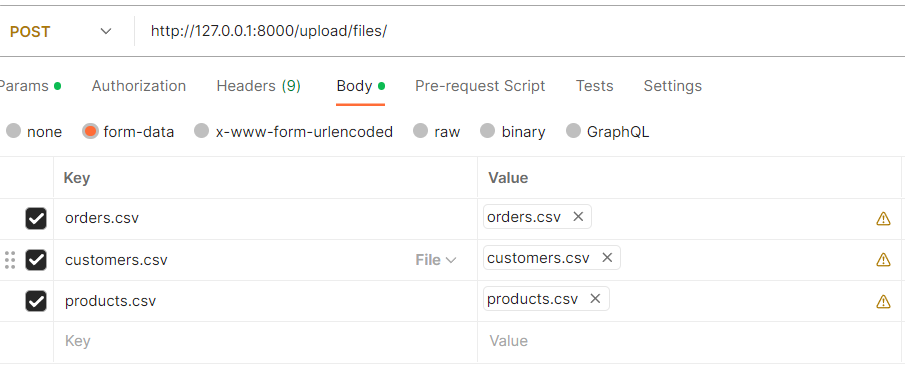 POST http://127.0.0.1:8000/upload/files/
Params Authorization Headers (9) Body Pre-request Script Tests Settings
none form-data x-www-form-urlencoded raw binary GraphQL
Key Value
orders.csv orders.csv
customers.csv File customers.csv
products.csv products.csv
Key Value